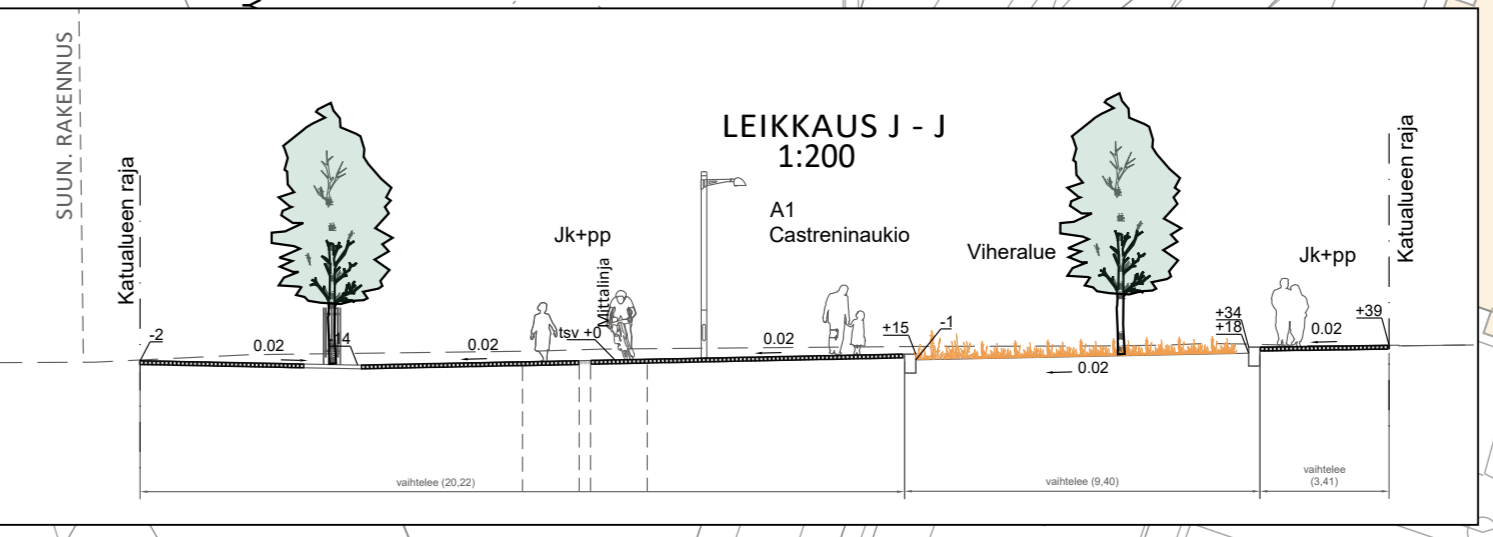 SUUN. RAKENNUS
Katualueen raja
LEIKKAUS J - J
1:200
A1
Castreninaukio
Jk+pp
Mittalinja
Viheralue
Jk+pp
Katualueen raja
-2
0.02
-14
0.02
tsv +0
0.02
+15
-1
0.02
+34
+18
0.02
+39
vaihtelee (20,22)
vaihtelee (9,40)
vaihtelee
(3,41)